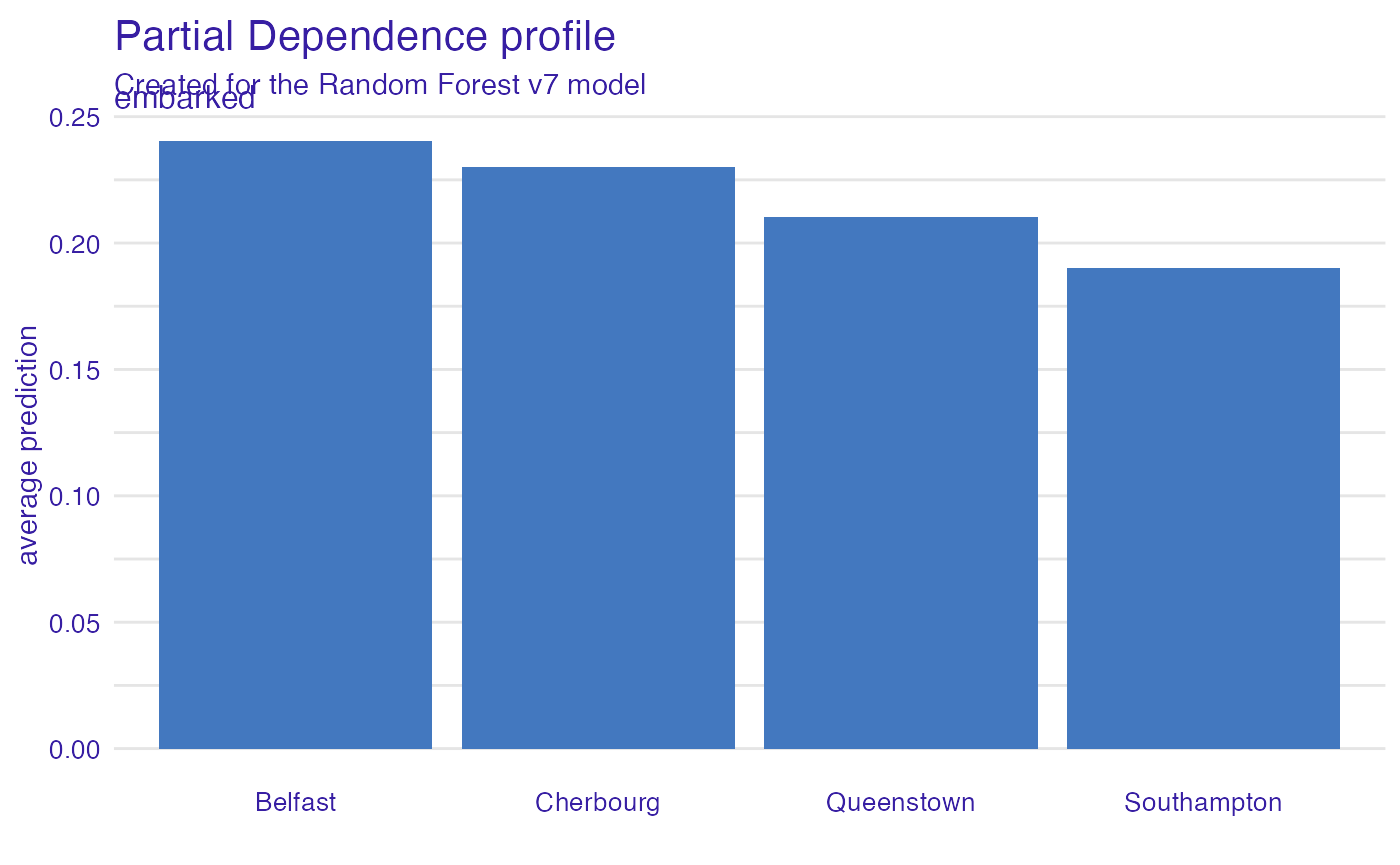 Partial Dependence profile
Created for the Random Forest v7 model
embarked
0.25
0.20
0.15
0.10
0.05
0.00
average prediction
Belfast
Cherbourg
Queenstown
Southampton